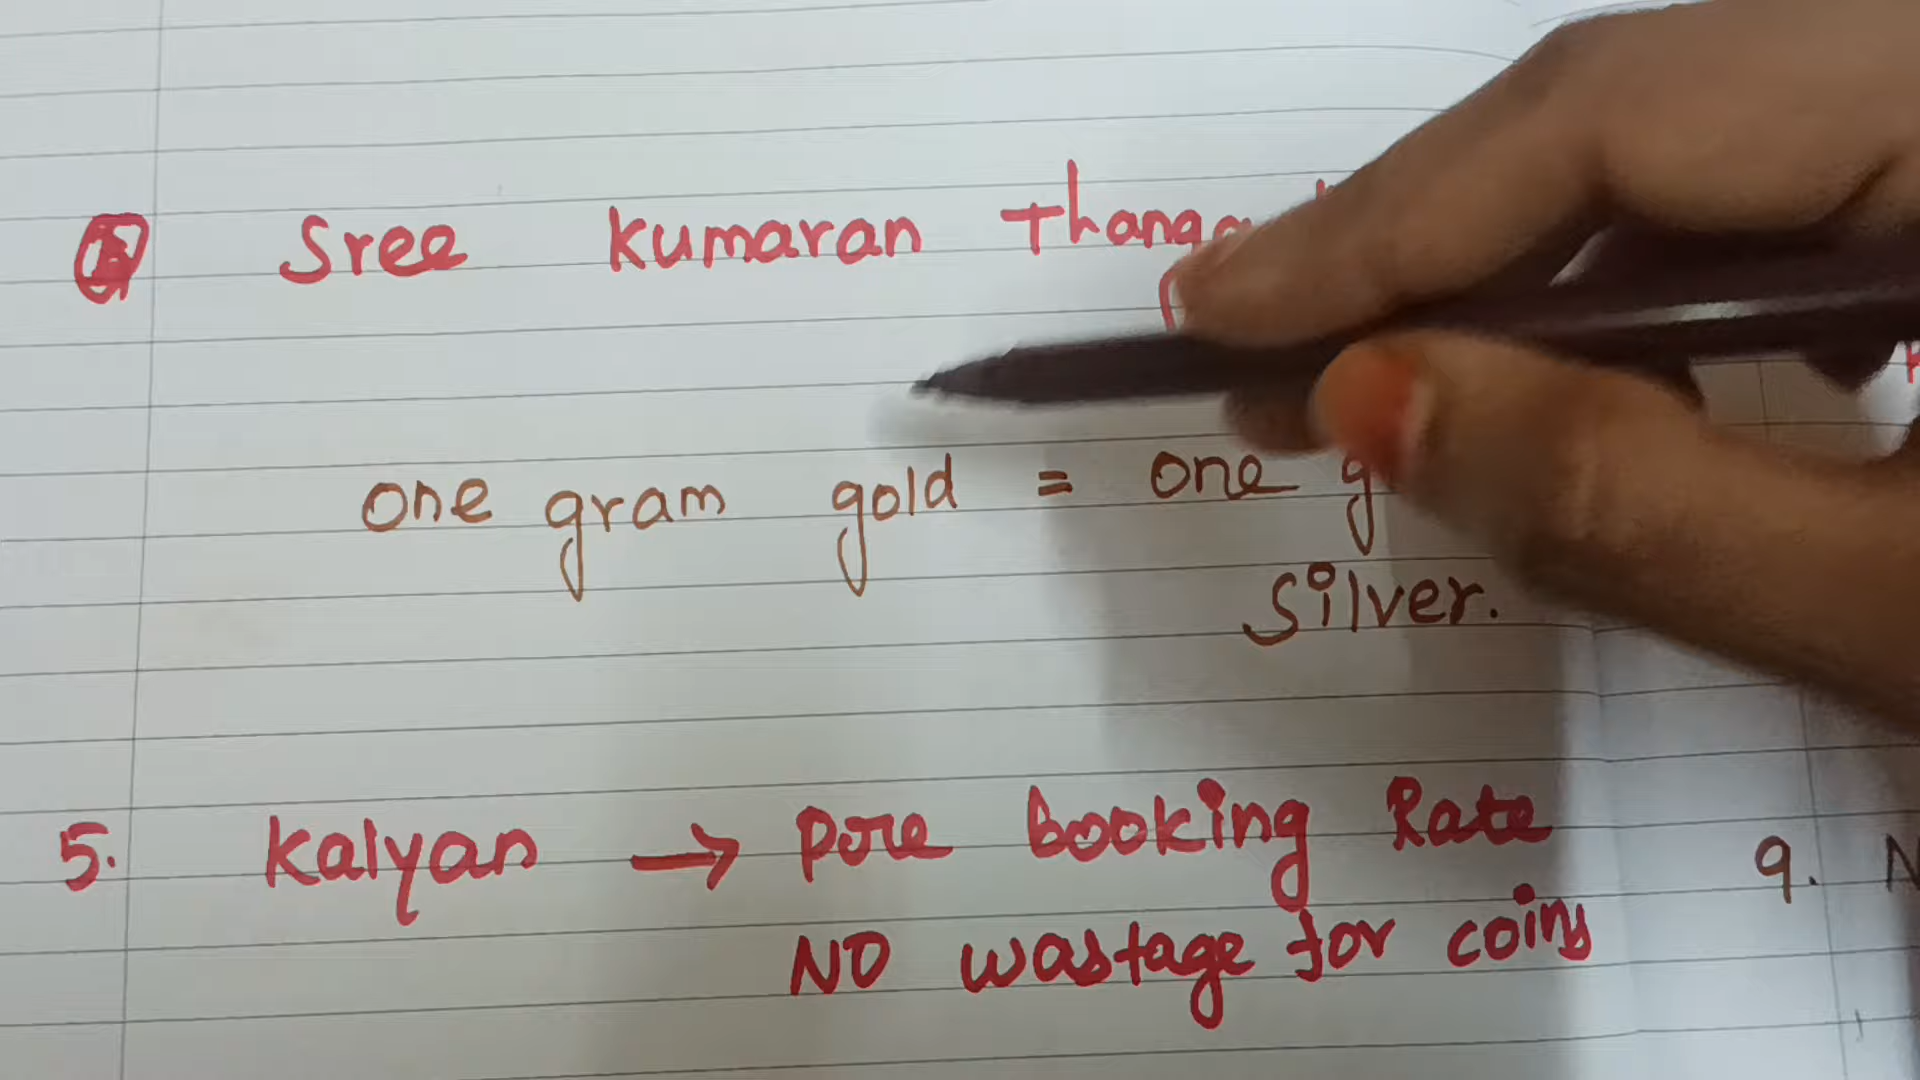 Sree Kumaran
one gram gold = one
silver.
5. Kalyan → pore booking Rate
NO wastage for coins
9.